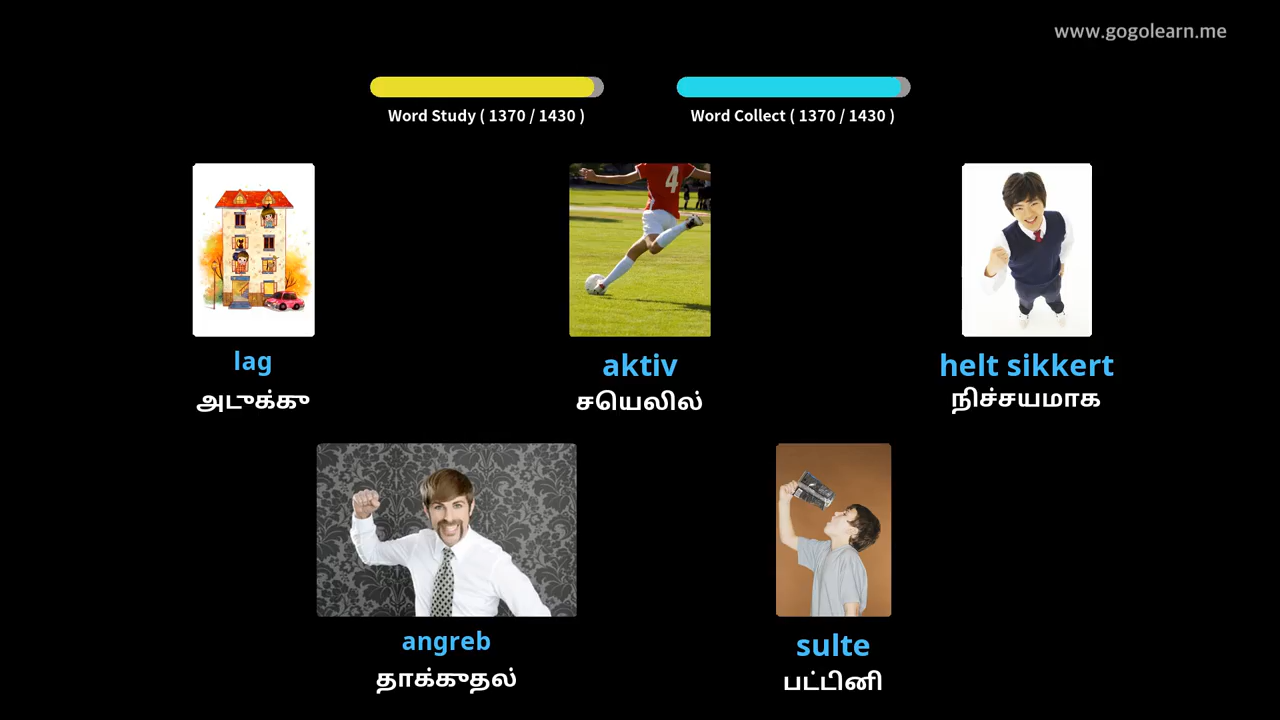 www.gogolearn.me
Word Study ( 1370 / 1430 )
Word Collect ( 1370 / 1430 )
lag
அடுக்கு
aktiv
சயெலில்
helt sikkert
நிச்சயமாக
angreb
தாக்குதல்
sulte
பட்டினி